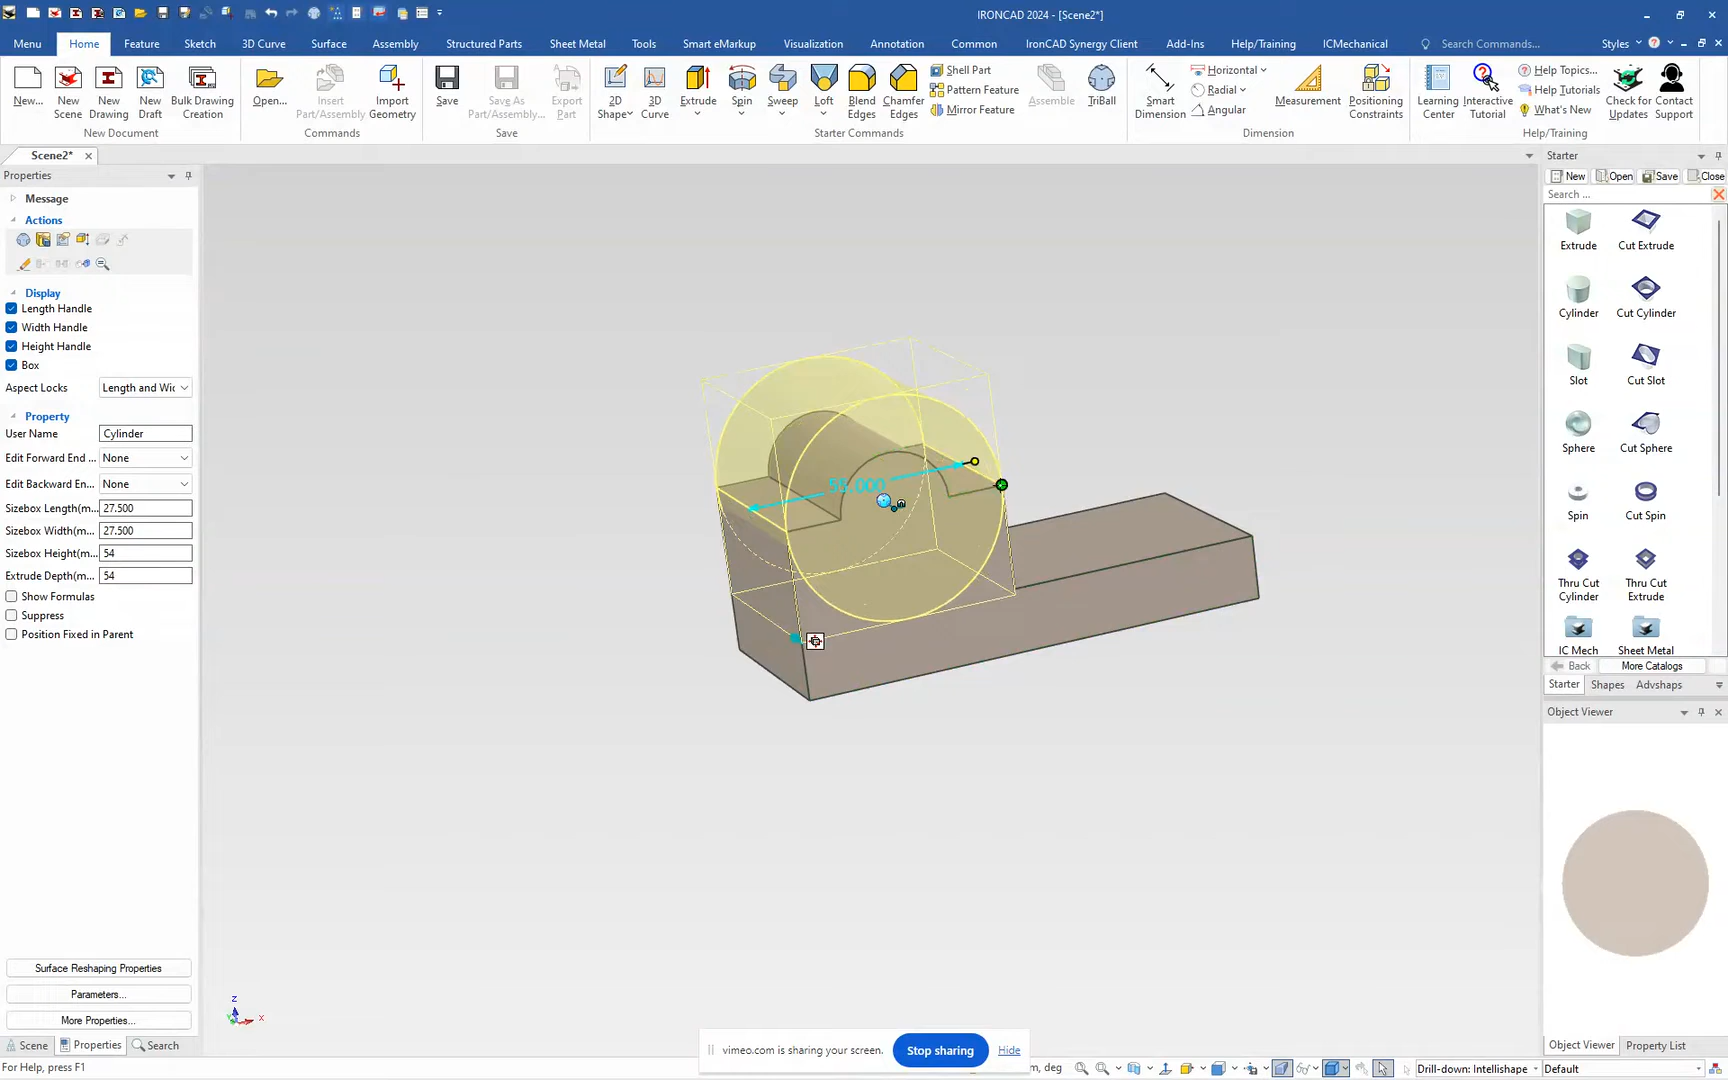 IRONCAD 2024 - [Scene2*]
Menu Home Feature Sketch 3D Curve Surface Assembly Structured Parts Sheet Metal Tools Smart eMarkup Visualization Annotation Common IronCAD Synergy Client Add-Ins Help/Training ICMechanical Search Commands... Styles
New... New Scene New Drawing New Draft Bulk Drawing Creation
New Document
Open... Insert Part/Assembly Import Geometry
Commands
Save Save As Part/Assembly... Export Part
Save
2D Shape 3D Curve Extrude Spin Sweep Loft Blend Edges Chamfer Edges
Shell Part
Pattern Feature
Mirror Feature
Assemble TriBall
Starter Commands
Smart Dimension
Horizontal
Radial
Angular
Measurement Positioning Constraints
Dimension
Learning Center Interactive Tutorial
Help Topics...
Help Tutorials
What's New
Check for Updates Contact Support
Help/Training
Scene2*
Properties
Message
Actions
Display
Length Handle
Width Handle
Height Handle
Box
Aspect Locks Length and Wic
Property
User Name Cylinder
Edit Forward End ... None
Edit Backward En... None
Sizebox Length(m... 27.500
Sizebox Width(m... 27.500
Sizebox Height(m... 54
Extrude Depth(m... 54
Show Formulas
Suppress
Position Fixed in Parent
Surface Reshaping Properties
Parameters...
More Properties...
Scene Properties Search
For Help, press F1
55.000
z
x
vimeo.com is sharing your screen. Stop sharing Hide
m, deg
Drill-down: Intellishape Default
Starter
New Open Save Close
Search ...
Extrude Cut Extrude
Cylinder Cut Cylinder
Slot Cut Slot
Sphere Cut Sphere
Spin Cut Spin
Thru Cut Cylinder Thru Cut Extrude
IC Mech Sheet Metal
Back More Catalogs
Starter Shapes Advshaps
Object Viewer
Object Viewer Property List